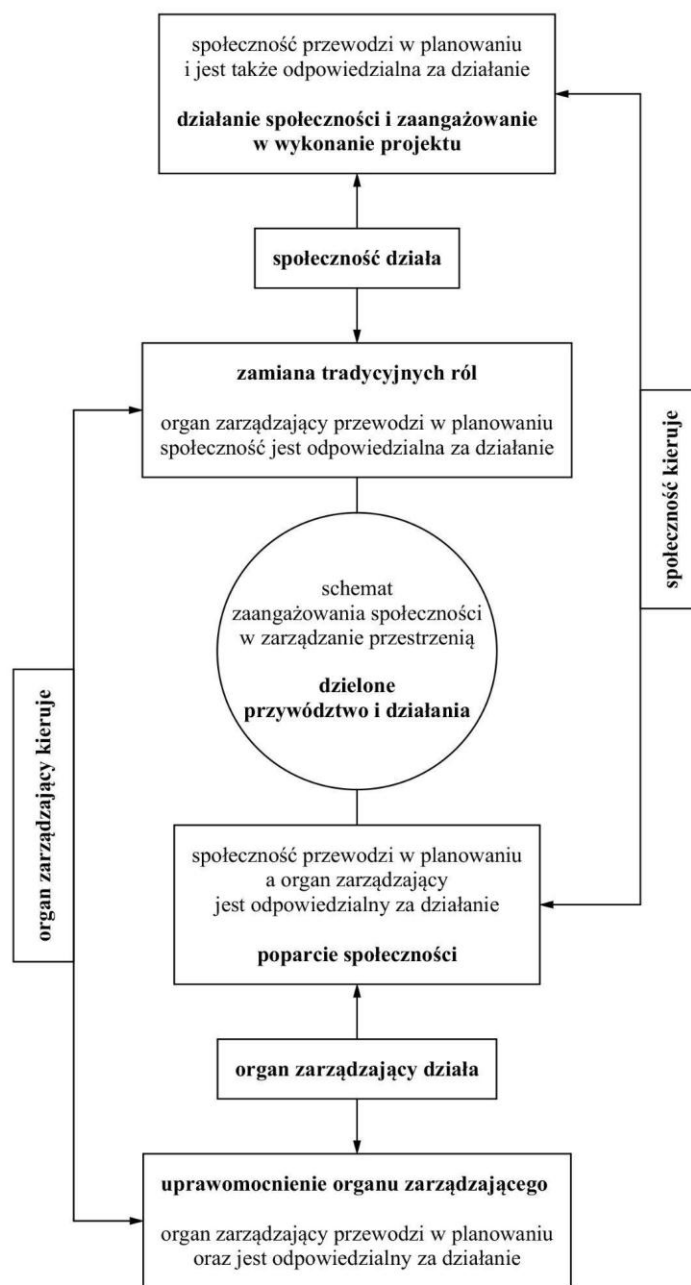 społeczność przewodzi w planowaniu
i jest także odpowiedzialna za działanie
działanie społeczności i zaangażowanie
w wykonanie projektu
społeczność działa
zamiana tradycyjnych ról
organ zarządzający przewodzi w planowaniu
społeczność jest odpowiedzialna za działanie
społeczność kieruje
schemat
zaangażowania społeczności
w zarządzanie przestrzenią
dzielone
przywództwo i działania
organ zarządzający kieruje
społeczność przewodzi w planowaniu
a organ zarządzający
jest odpowiedzialny za działanie
poparcie społeczności
organ zarządzający działa
uprawomocnienie organu zarządzającego
organ zarządzający przewodzi w planowaniu
oraz jest odpowiedzialny za działanie